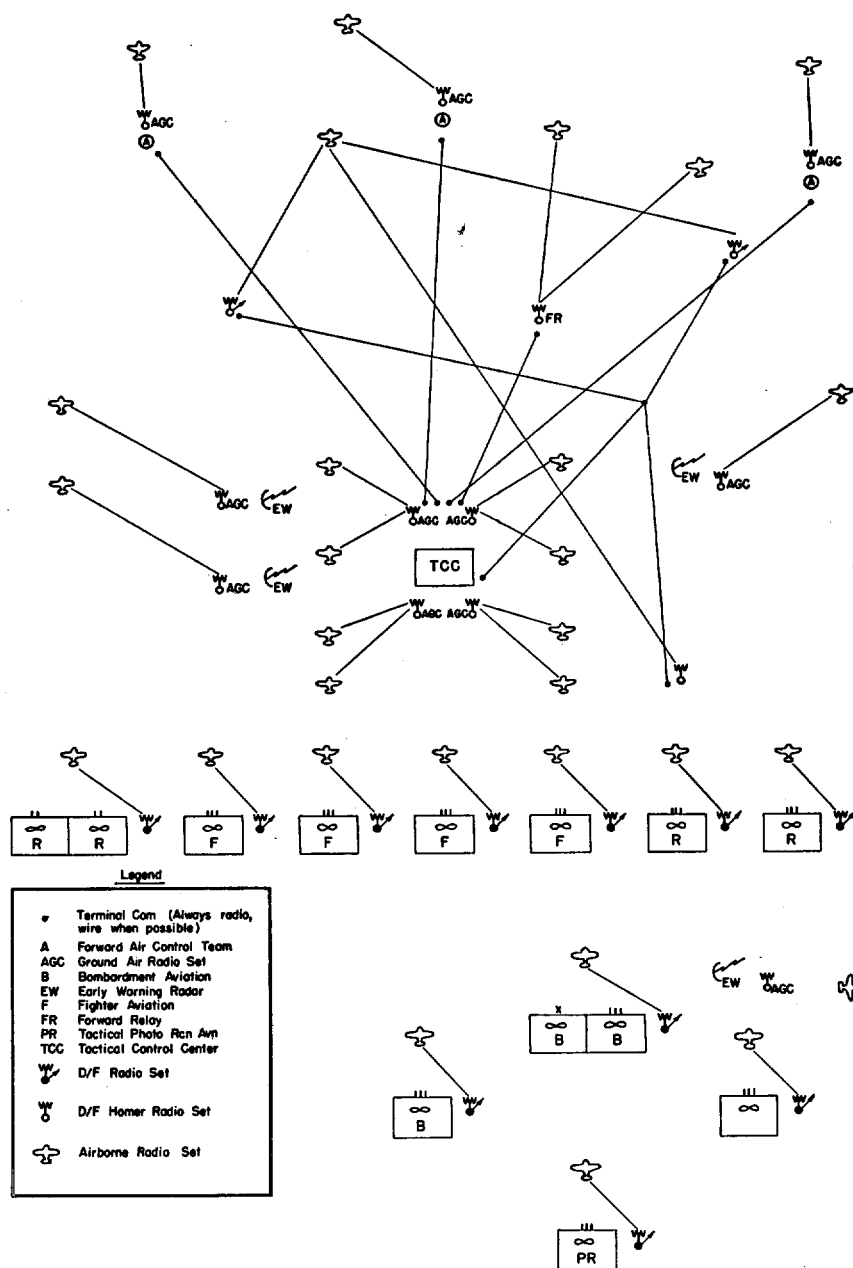 AGC
A
AGC
A
AGC
A
FR
AGC
EW
AGC
AGC
EW
AGC
AGC
EW
TCC
AGC
AGC
R
R
F
F
F
F
R
R
Legend
Terminal Com (Always radio,
wire when possible)
A Forward Air Control Team
AGC Ground Air Radio Set
B Bombardment Aviation
EW Early Warning Radar
F Fighter Aviation
FR Forward Relay
PR Tactical Photo Rcn Avn
TCC Tactical Control Center
D/F Radio Set
D/F Homer Radio Set
Airborne Radio Set
EW
AGC
X
B
B
B
PR